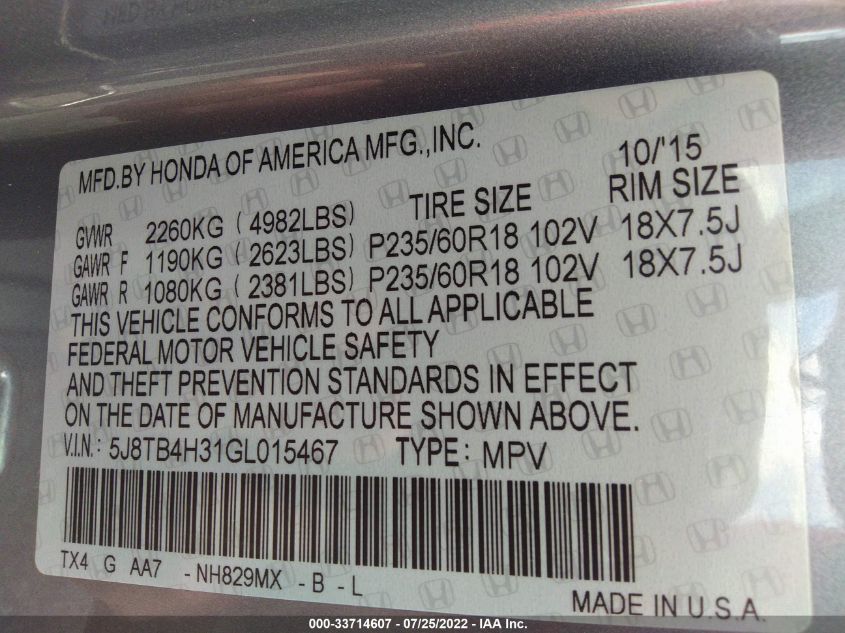 MFD.BY HONDA OF AMERICA MFG.,INC. 10/'15
TIRE SIZE RIM SIZE
GVWR 2260KG (4982LBS)
GAWR F 1190KG (2623LBS) P235/60R18 102V 18X7.5J
GAWR R 1080KG (2381LBS) P235/60R18 102V 18X7.5J
THIS VEHICLE CONFORMS TO ALL APPLICABLE
FEDERAL MOTOR VEHICLE SAFETY
AND THEFT PREVENTION STANDARDS IN EFFECT
ON THE DATE OF MANUFACTURE SHOWN ABOVE.
V.I.N.: 5J8TB4H31GL015467 TYPE: MPV
TX4 G AA7 -NH829MX -B -L
MADE IN U.S.A.
000-33714607 - 07/25/2022 - IAA Inc.